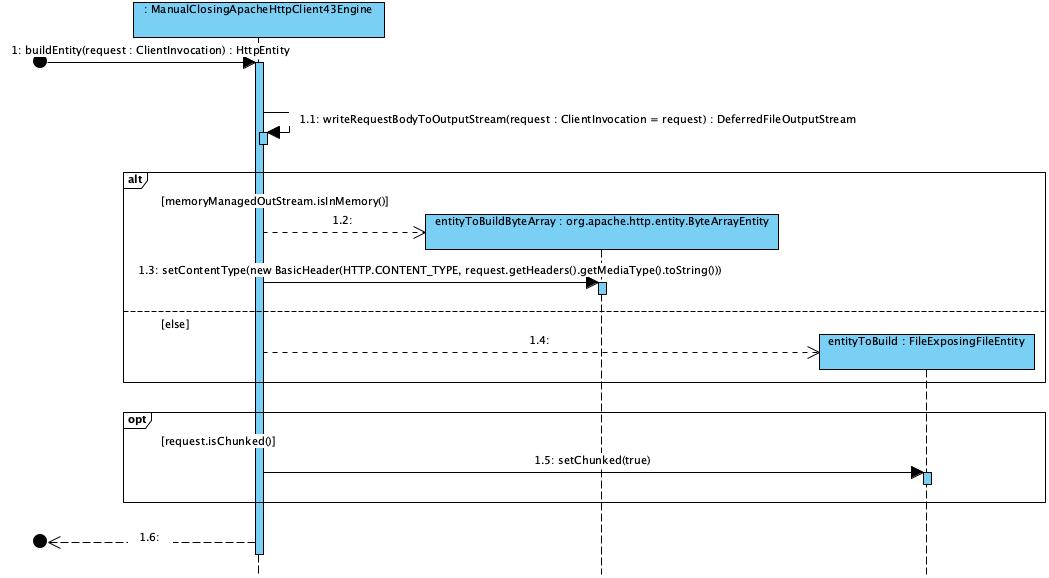 : ManualClosingApacheHttpClient43Engine
1: buildEntity(request : ClientInvocation) : HttpEntity
1.1: writeRequestBodyToOutputStream(request : ClientInvocation = request) : DeferredFileOutputStream
alt
[memoryManagedOutStream.isInMemory()]
1.2:
entityToBuildByteArray : org.apache.http.entity.ByteArrayEntity
1.3: setContentType(new BasicHeader(HTTP.CONTENT_TYPE, request.getHeaders().getMediaType().toString()))
[else]
1.4:
entityToBuild : FileExposingFileEntity
opt
[request.isChunked()]
1.5: setChunked(true)
1.6: